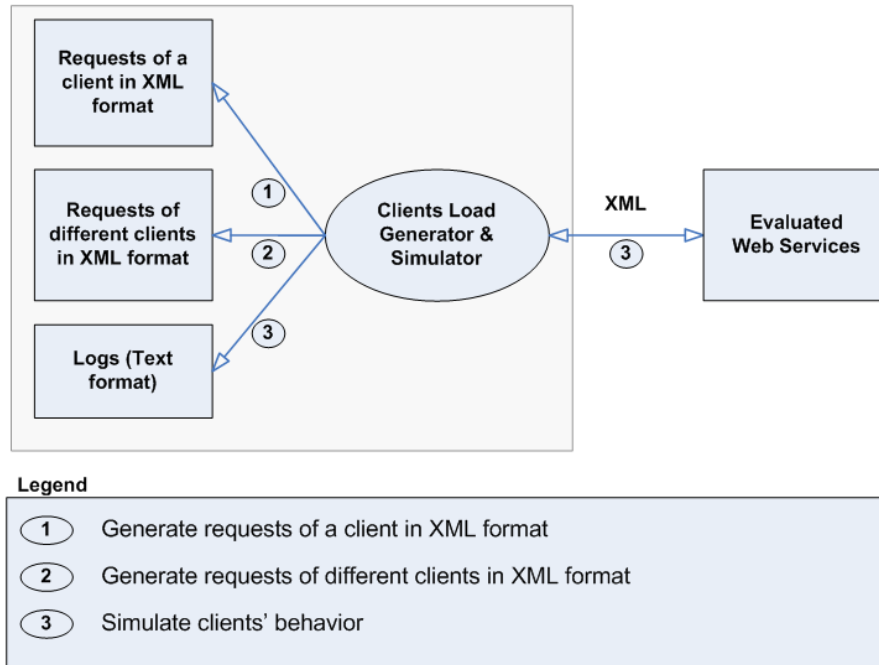 Requests of a
client in XML
format
1
Requests of
different clients
in XML format
2
Clients Load
Generator &
Simulator
XML
3
Evaluated
Web Services
3
Logs (Text
format)
Legend
1 Generate requests of a client in XML format
2 Generate requests of different clients in XML format
3 Simulate clients' behavior